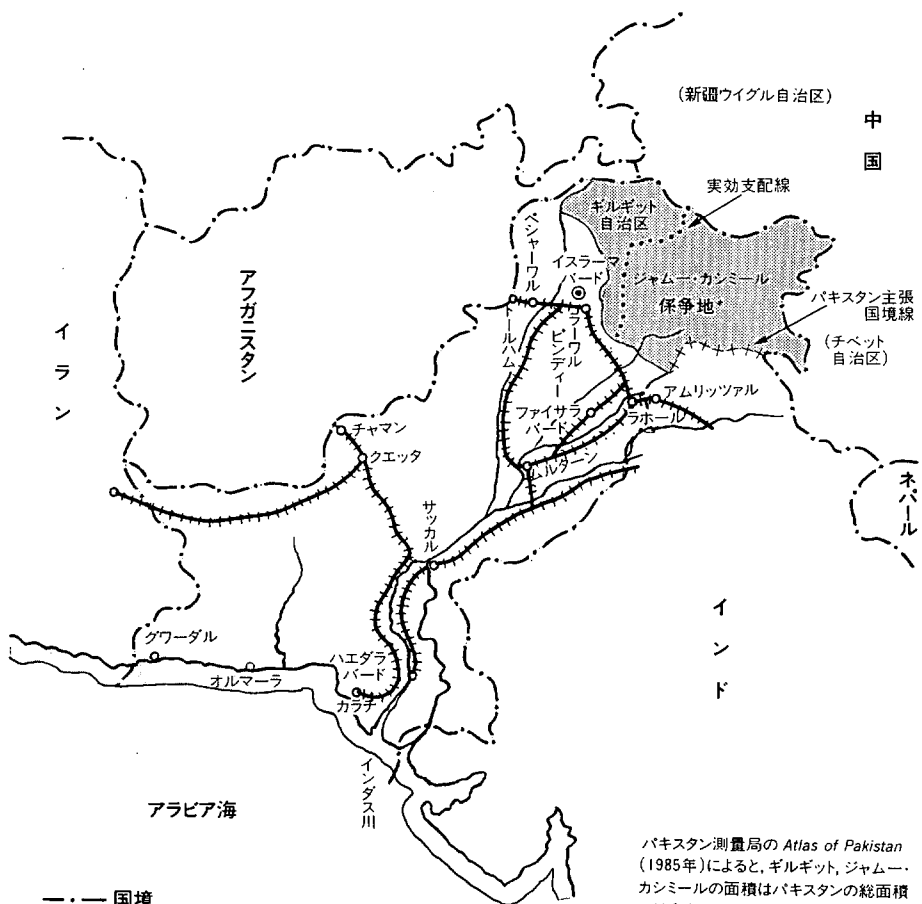 (新疆ウイグル自治区)
中国
実効支配線
ギルギット
自治区
ペシャーワル
イスラーマ
バード
ジャムー・カシミール
係争地
パキスタン主張
国境線
(チベット
自治区)
アフガニスタン
イラン
トールハム
ラーワル
ピンディー
アムリッツァル
ラホール
ファイサラ
バード
ムルターン
チャマン
クエッタ
サッカル
ネパール
インド
グワーダル
オルマーラ
ハエダラ
バード
カラチ
インダス川
アラビア海
パキスタン測量局の Atlas of Pakistan
(1985年)によると,ギルギット,ジャムー・
カシミールの面積はパキスタンの総面積
国境